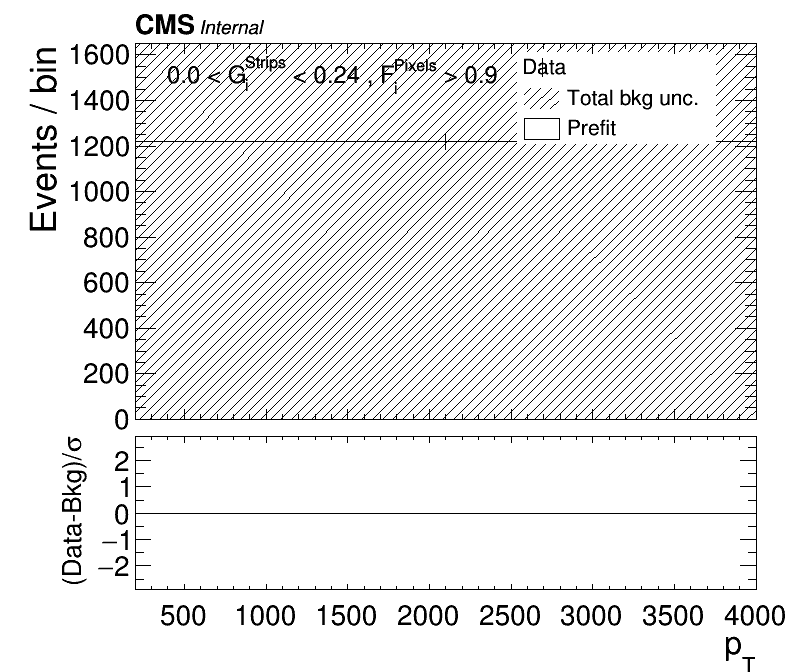 CMS Internal
Events / bin
1600
1400
1200
1000
800
600
400
200
0
0.0 < G_i^Strips < 0.24 , F_i^Pixels > 0.9
Data
Total bkg unc.
Prefit
(Data-Bkg)/σ
2
1
0
−1
−2
500 1000 1500 2000 2500 3000 3500 4000
p_T